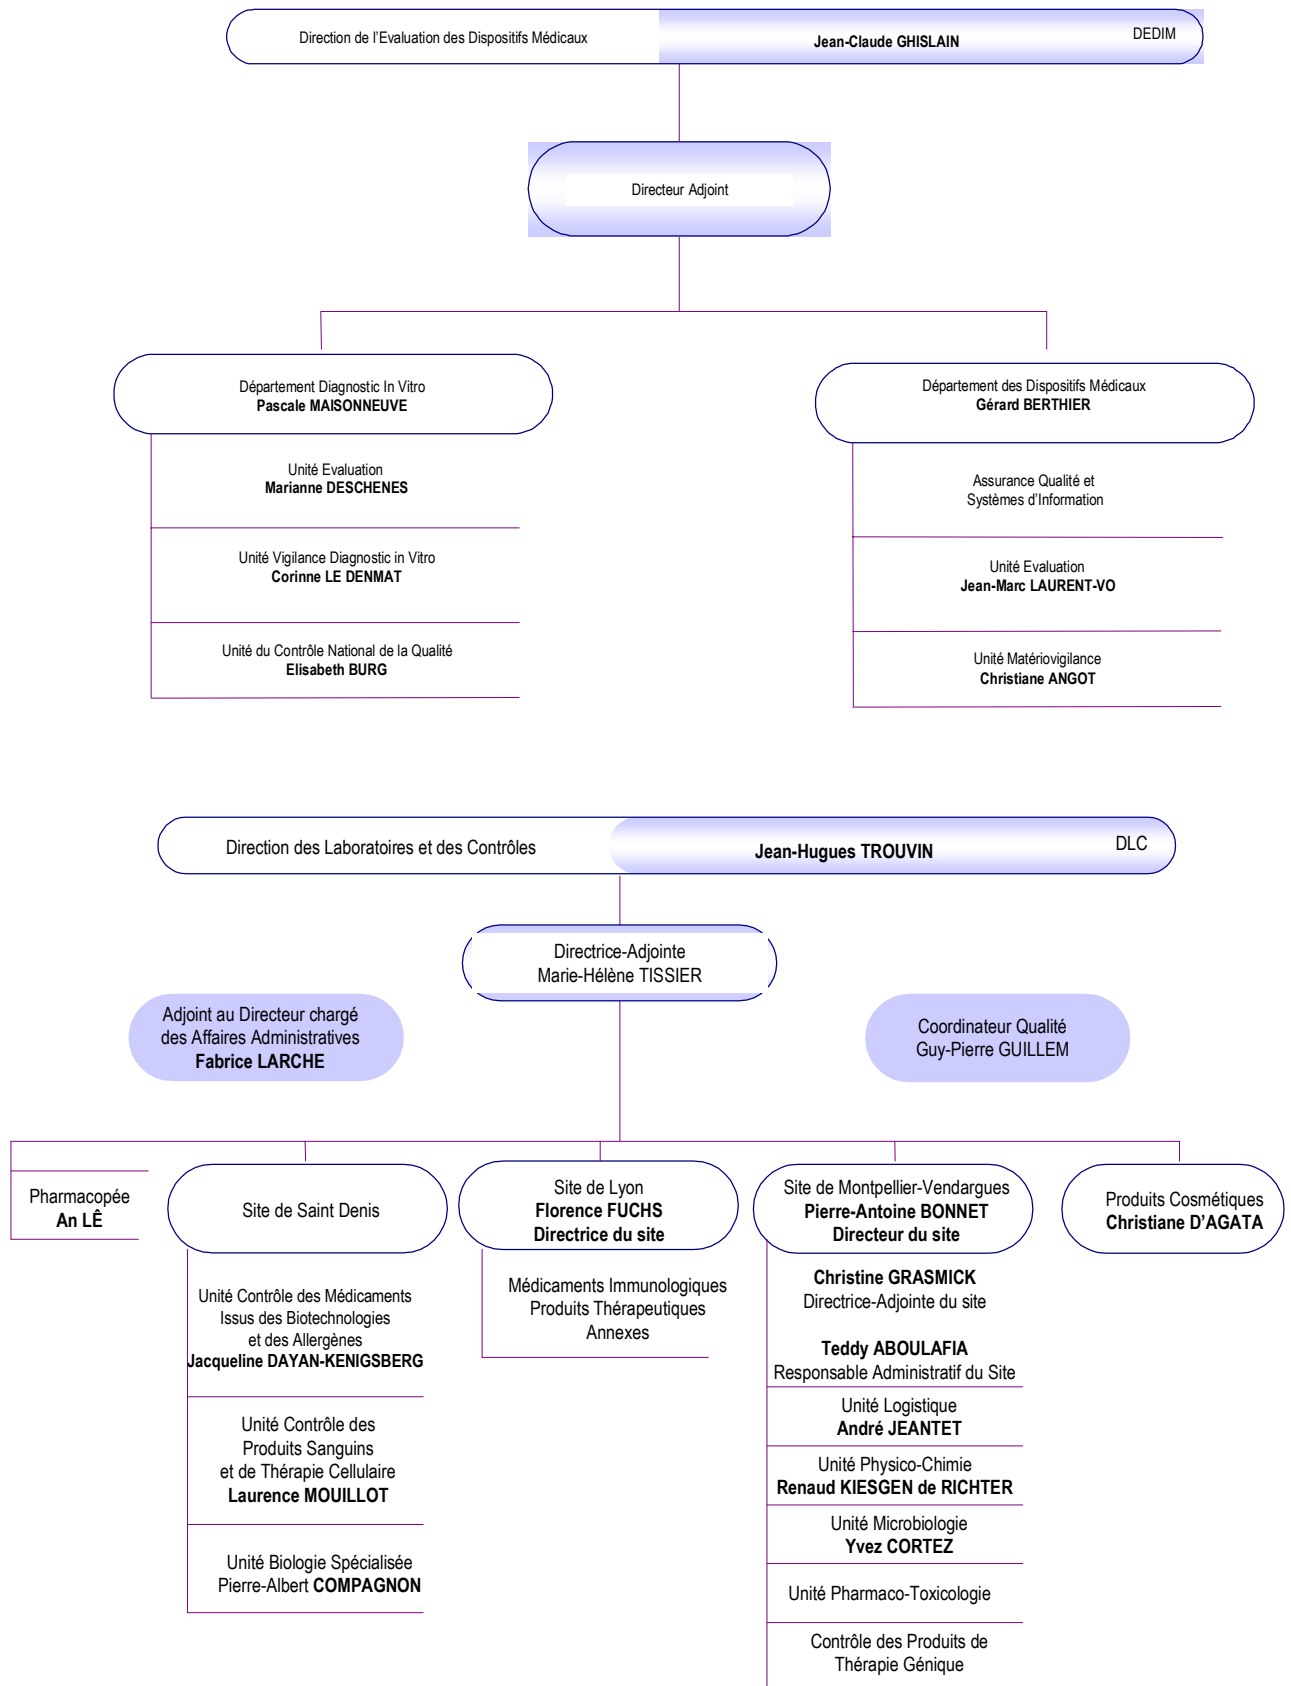 Direction de l'Evaluation des Dispositifs Médicaux
Jean-Claude GHISLAIN
DEDIM
Directeur Adjoint
Département Diagnostic In Vitro
Pascale MAISONNEUVE
Unité Evaluation
Marianne DESCHENES
Unité Vigilance Diagnostic in Vitro
Corinne LE DENMAT
Unité du Contrôle National de la Qualité
Elisabeth BURG
Département des Dispositifs Médicaux
Gérard BERTHIER
Assurance Qualité et
Systèmes d'Information
Unité Evaluation
Jean-Marc LAURENT-VO
Unité Matériovigilance
Christiane ANGOT
Direction des Laboratoires et des Contrôles
Jean-Hugues TROUVIN
DLC
Directrice-Adjointe
Marie-Hélène TISSIER
Adjoint au Directeur chargé
des Affaires Administratives
Fabrice LARCHE
Coordinateur Qualité
Guy-Pierre GUILLEM
Pharmacopée
An LÊ
Site de Saint Denis
Unité Contrôle des Médicaments
Issus des Biotechnologies
et des Allergènes
Jacqueline DAYAN-KENIGSBERG
Unité Contrôle des
Produits Sanguins
et de Thérapie Cellulaire
Laurence MOUILLOT
Unité Biologie Spécialisée
Pierre-Albert COMPAGNON
Site de Lyon
Florence FUCHS
Directrice du site
Médicaments Immunologiques
Produits Thérapeutiques
Annexes
Site de Montpellier-Vendargues
Pierre-Antoine BONNET
Directeur du site
Christine GRASMICK
Directrice-Adjointe du site
Teddy ABOULAFIA
Responsable Administratif du Site
Unité Logistique
André JEANTET
Unité Physico-Chimie
Renaud KIESGEN de RICHTER
Unité Microbiologie
Yvez CORTEZ
Unité Pharmaco-Toxicologie
Contrôle des Produits de
Thérapie Génique
Produits Cosmétiques
Christiane D'AGATA